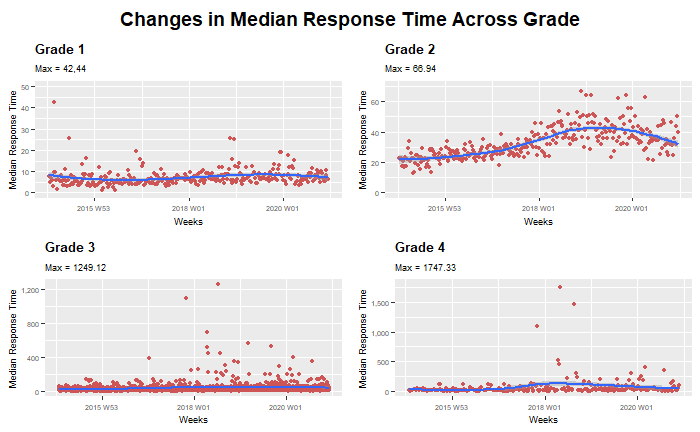 Changes in Median Response Time Across Grade
Grade 1
Max = 42,44
Median Response Time
50
40
30
20
10
0
2015 W53
2018 W01
2020 W01
Weeks
Grade 2
Max = 66.94
Median Response Time
60
40
20
0
2015 W53
2018 W01
2020 W01
Weeks
Grade 3
Max = 1249.12
Median Response Time
1,200
800
400
0
2015 W53
2018 W01
2020 W01
Weeks
Grade 4
Max = 1747.33
Median Response Time
1,500
1,000
500
0
2015 W53
2018 W01
2020 W01
Weeks